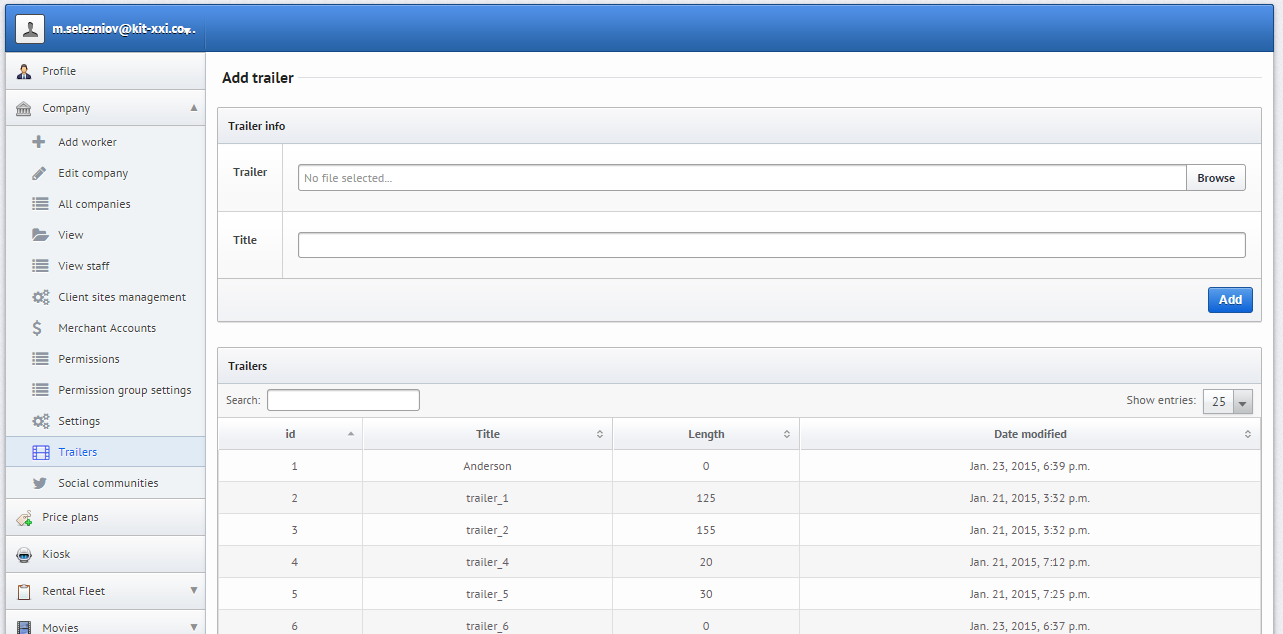 m.selezniov@kit-xxi.co...
Profile
Company
Add worker
Edit company
All companies
View
View staff
Client sites management
Merchant Accounts
Permissions
Permission group settings
Settings
Trailers
Social communities
Price plans
Kiosk
Rental Fleet
Movies
Add trailer
Trailer info
Trailer No file selected... Browse
Title
Add
Trailers
Search: Show entries: 25
id Title Length Date modified
1 Anderson 0 Jan. 23, 2015, 6:39 p.m.
2 trailer_1 125 Jan. 21, 2015, 3:32 p.m.
3 trailer_2 155 Jan. 21, 2015, 3:32 p.m.
4 trailer_4 20 Jan. 21, 2015, 7:12 p.m.
5 trailer_5 30 Jan. 21, 2015, 7:25 p.m.
6 trailer_6 0 Jan. 23, 2015, 6:37 p.m.